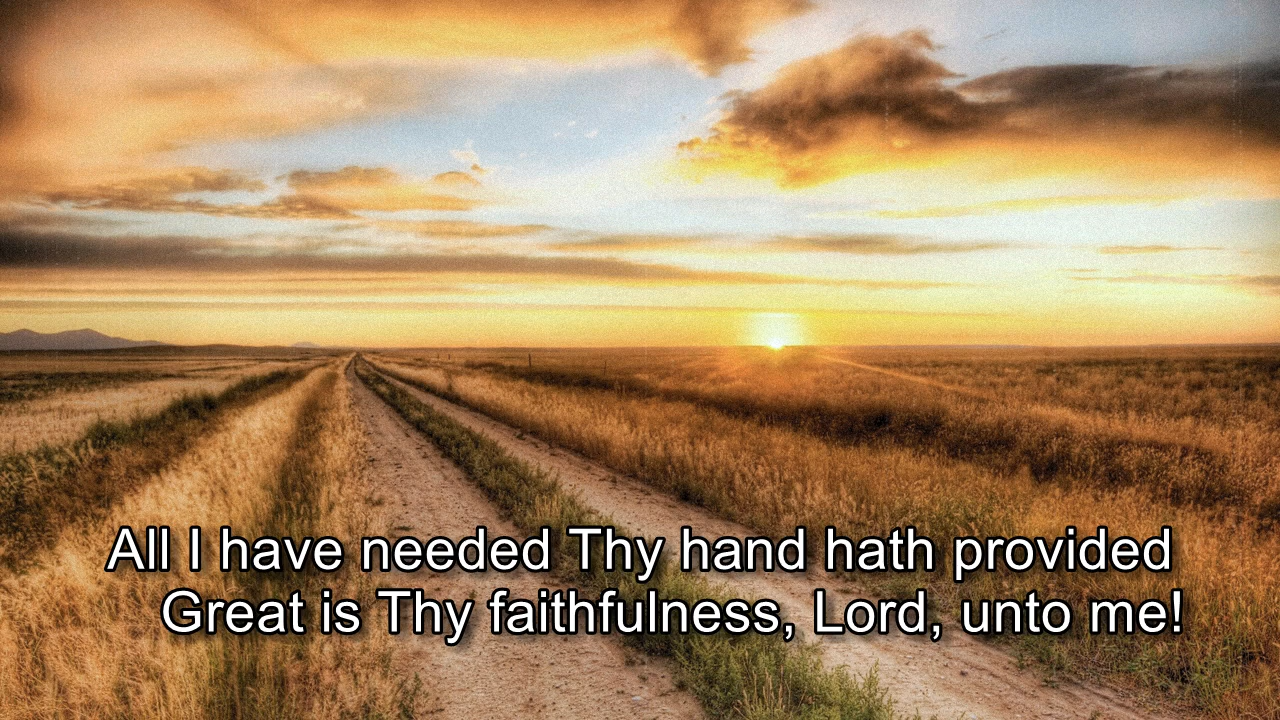 All I have needed Thy hand hath provided
Great is Thy faithfulness, Lord, unto me!